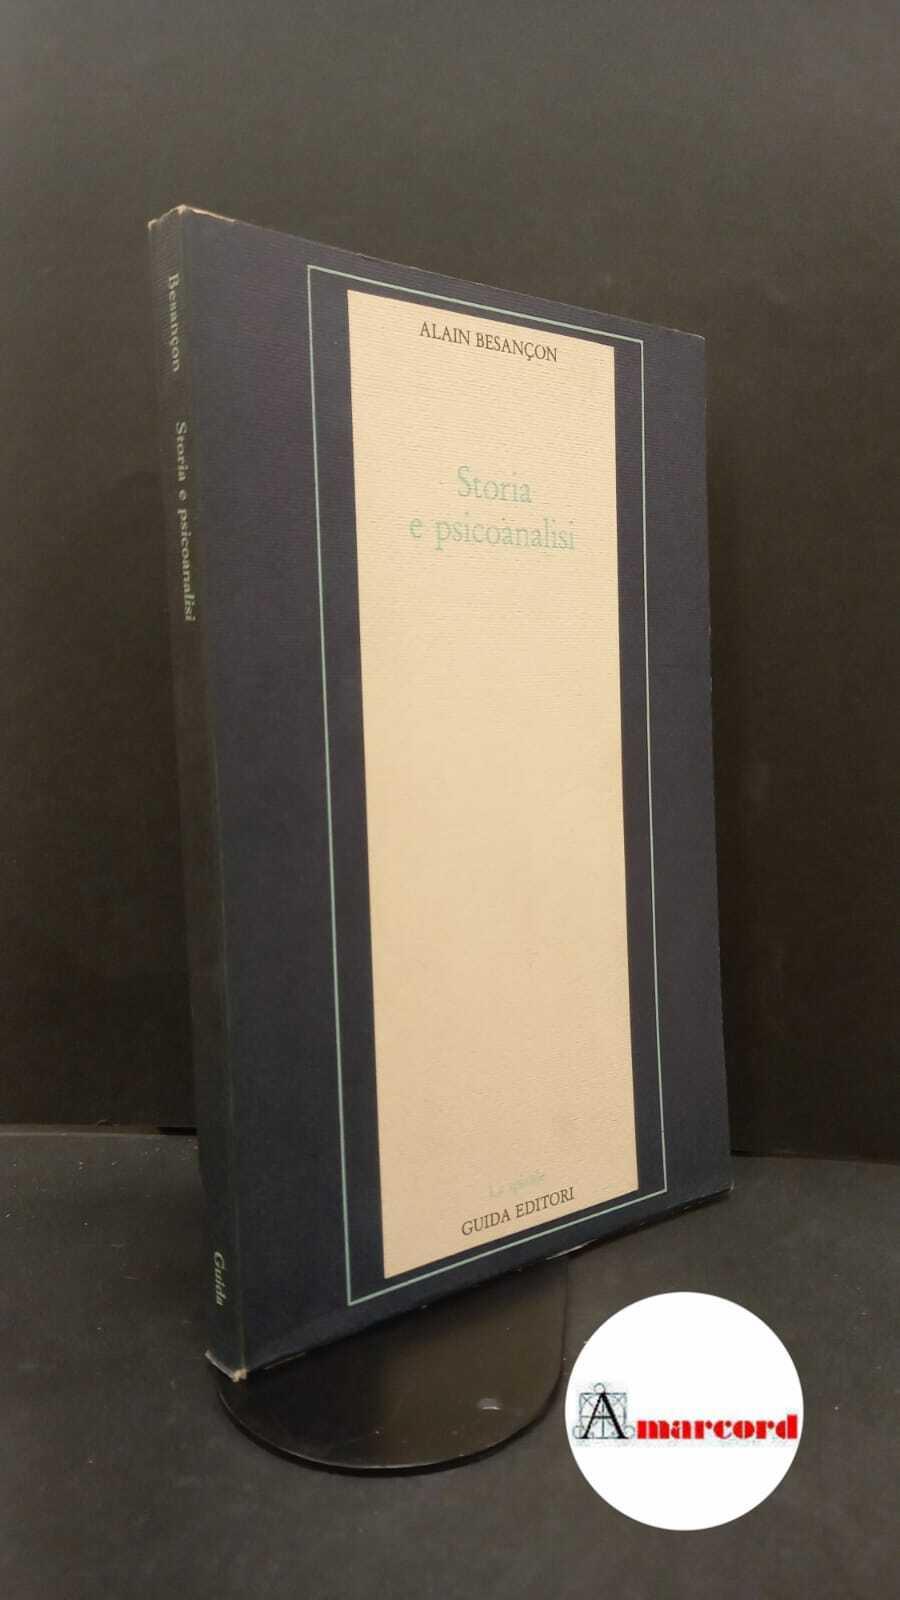 Besançon Storia e psicoanalisi Guida
ALAIN BESANÇON
Storia
e psicoanalisi
GUIDA EDITORI
Amarcord